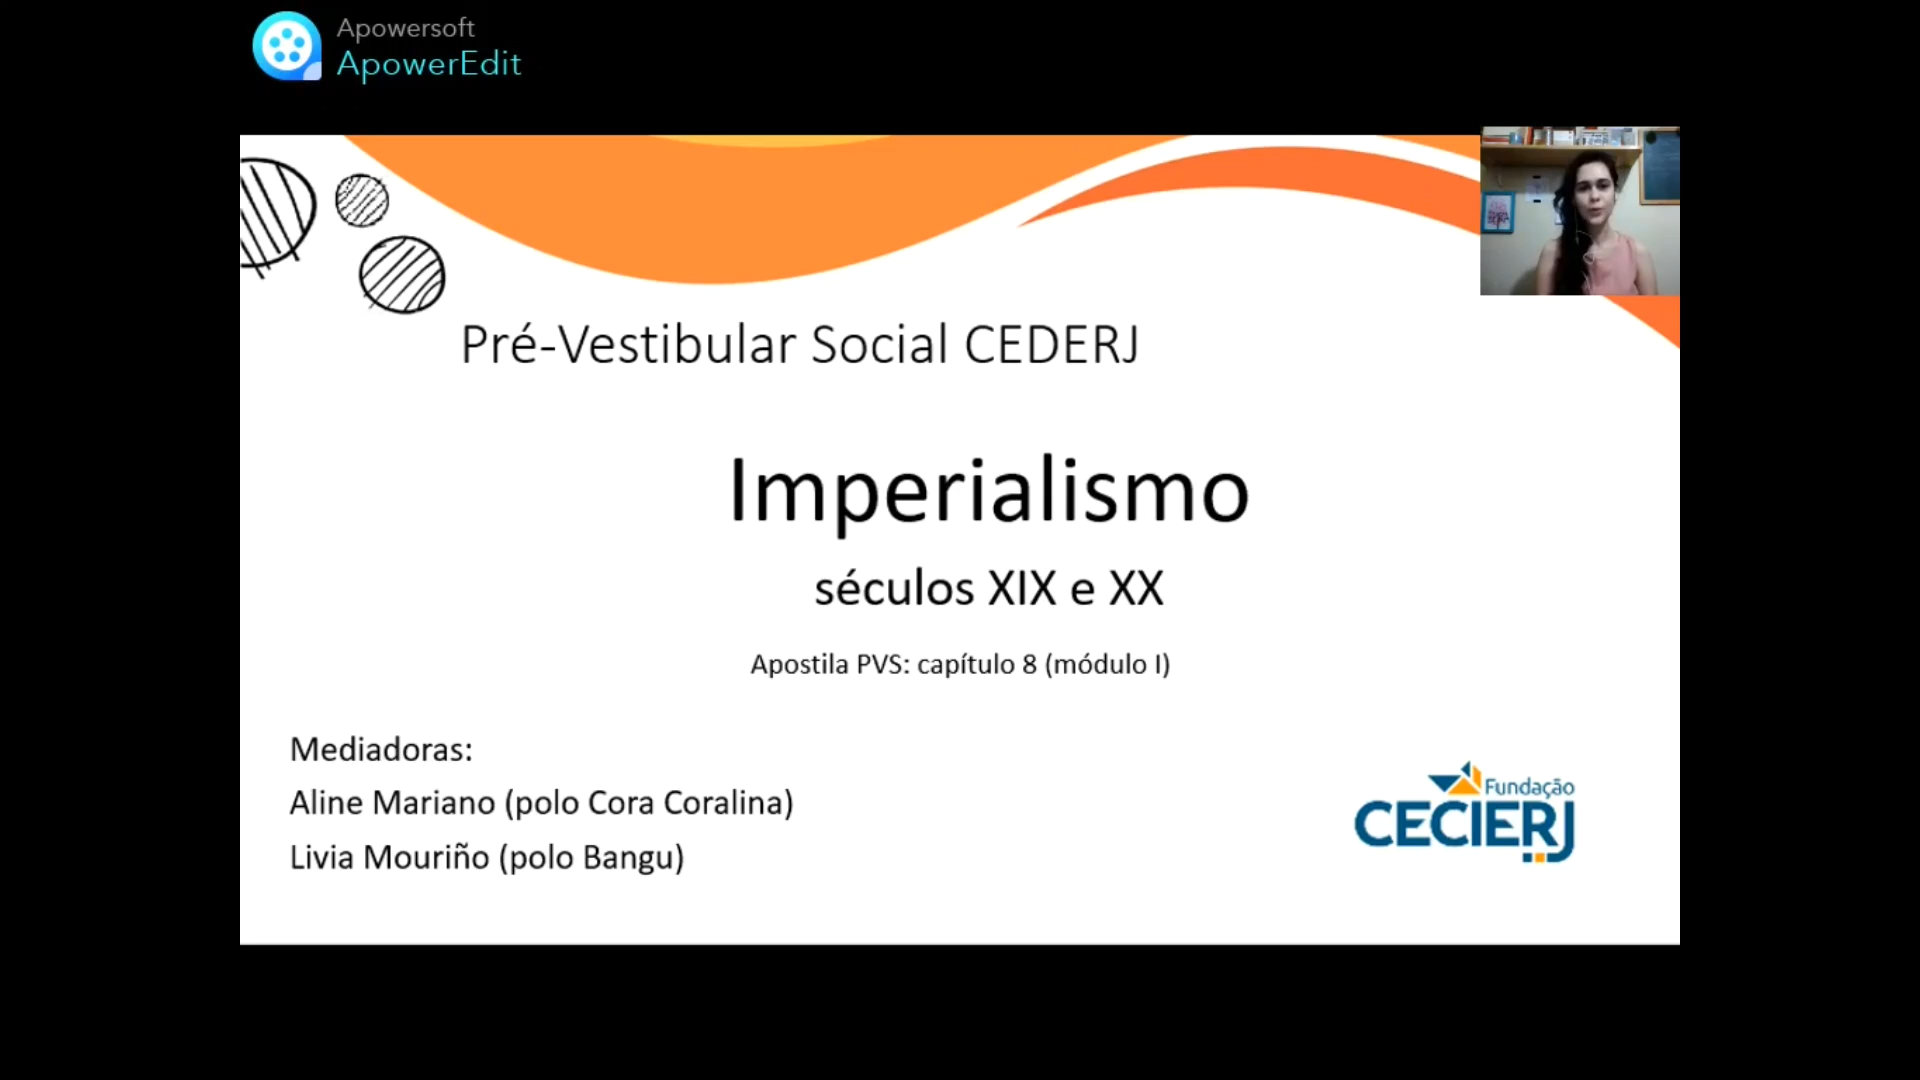 Apowersoft
ApowerEdit
Pré-Vestibular Social CEDERJ
Imperialismo
séculos XIX e XX
Apostila PVS: capítulo 8 (módulo I)
Mediadoras:
Aline Mariano (polo Cora Coralina)
Livia Mouriño (polo Bangu)
Fundação
CECIERJ